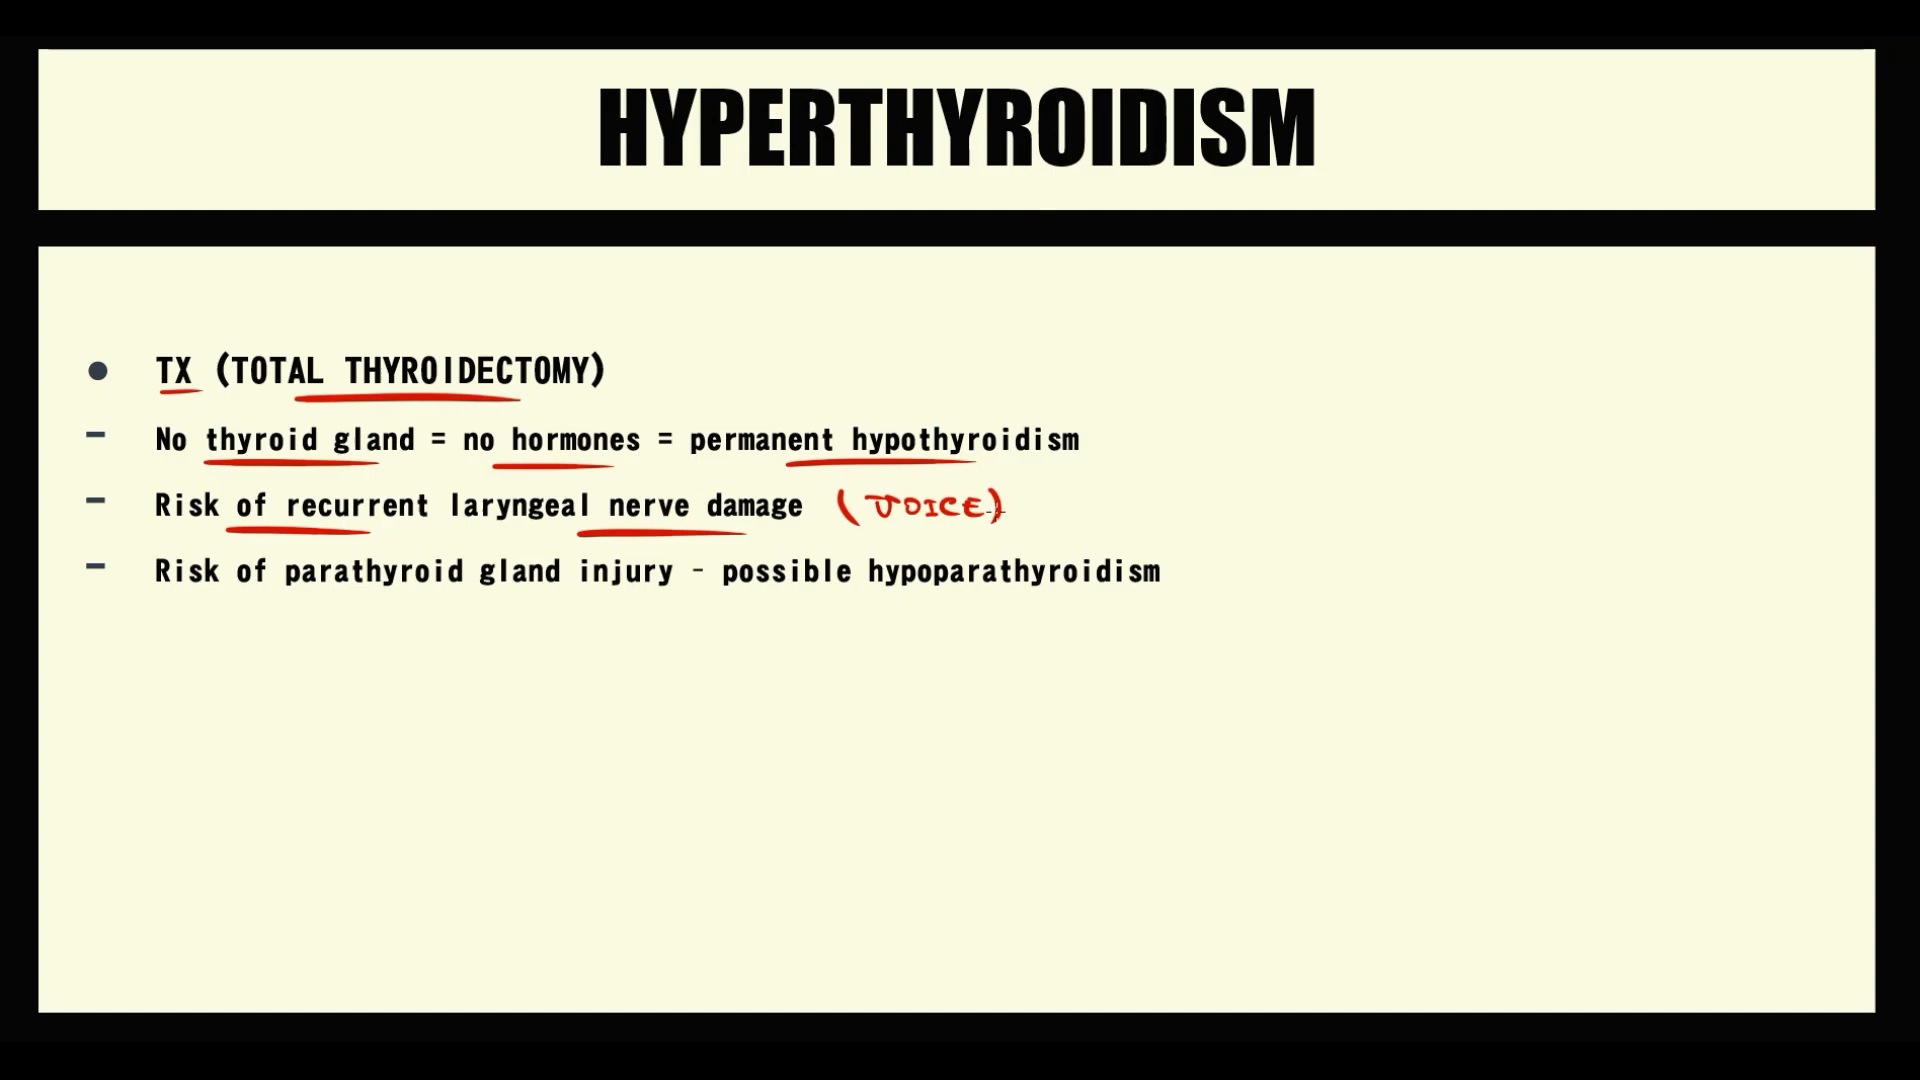 HYPERTHYROIDISM
● TX (TOTAL THYROIDECTOMY)
- No thyroid gland = no hormones = permanent hypothyroidism
- Risk of recurrent laryngeal nerve damage (VOICE)
- Risk of parathyroid gland injury - possible hypoparathyroidism